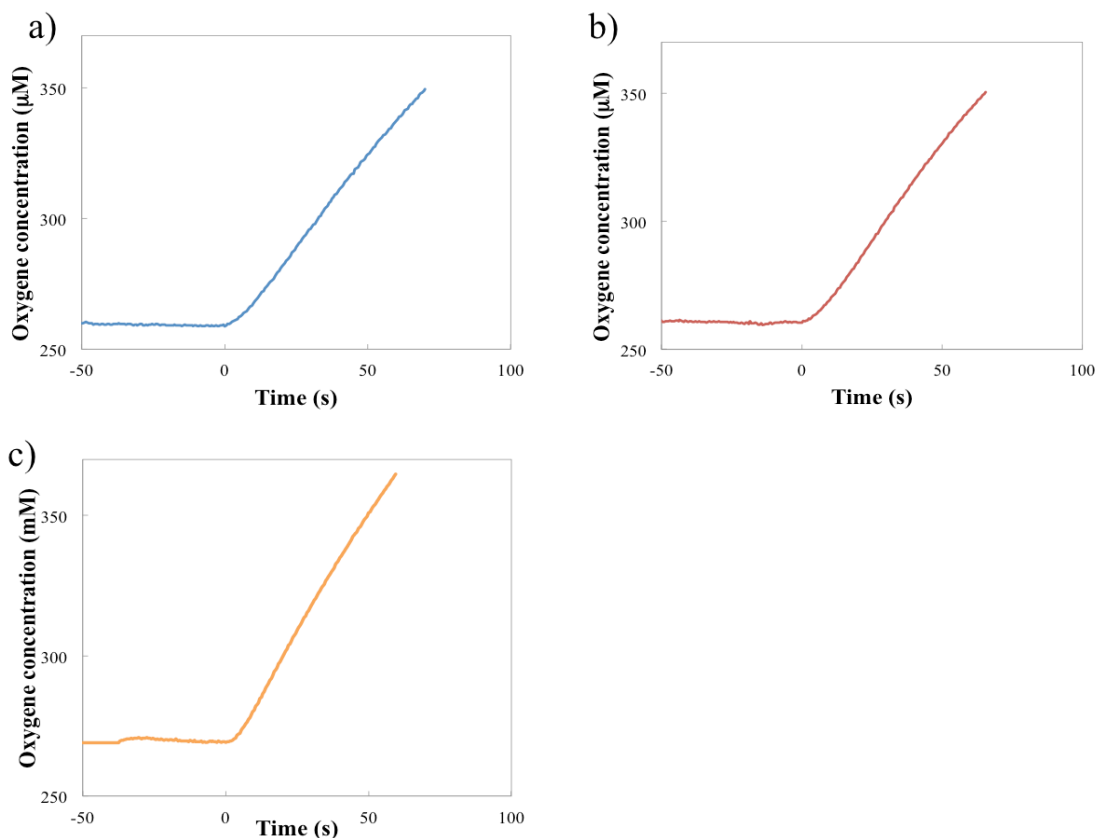 a)
Oxygene concentration (μM)
350
300
250
-50 0 50 100
Time (s)
b)
Oxygene concentration (μM)
350
300
250
-50 0 50 100
Time (s)
c)
Oxygene concentration (mM)
350
300
250
-50 0 50 100
Time (s)